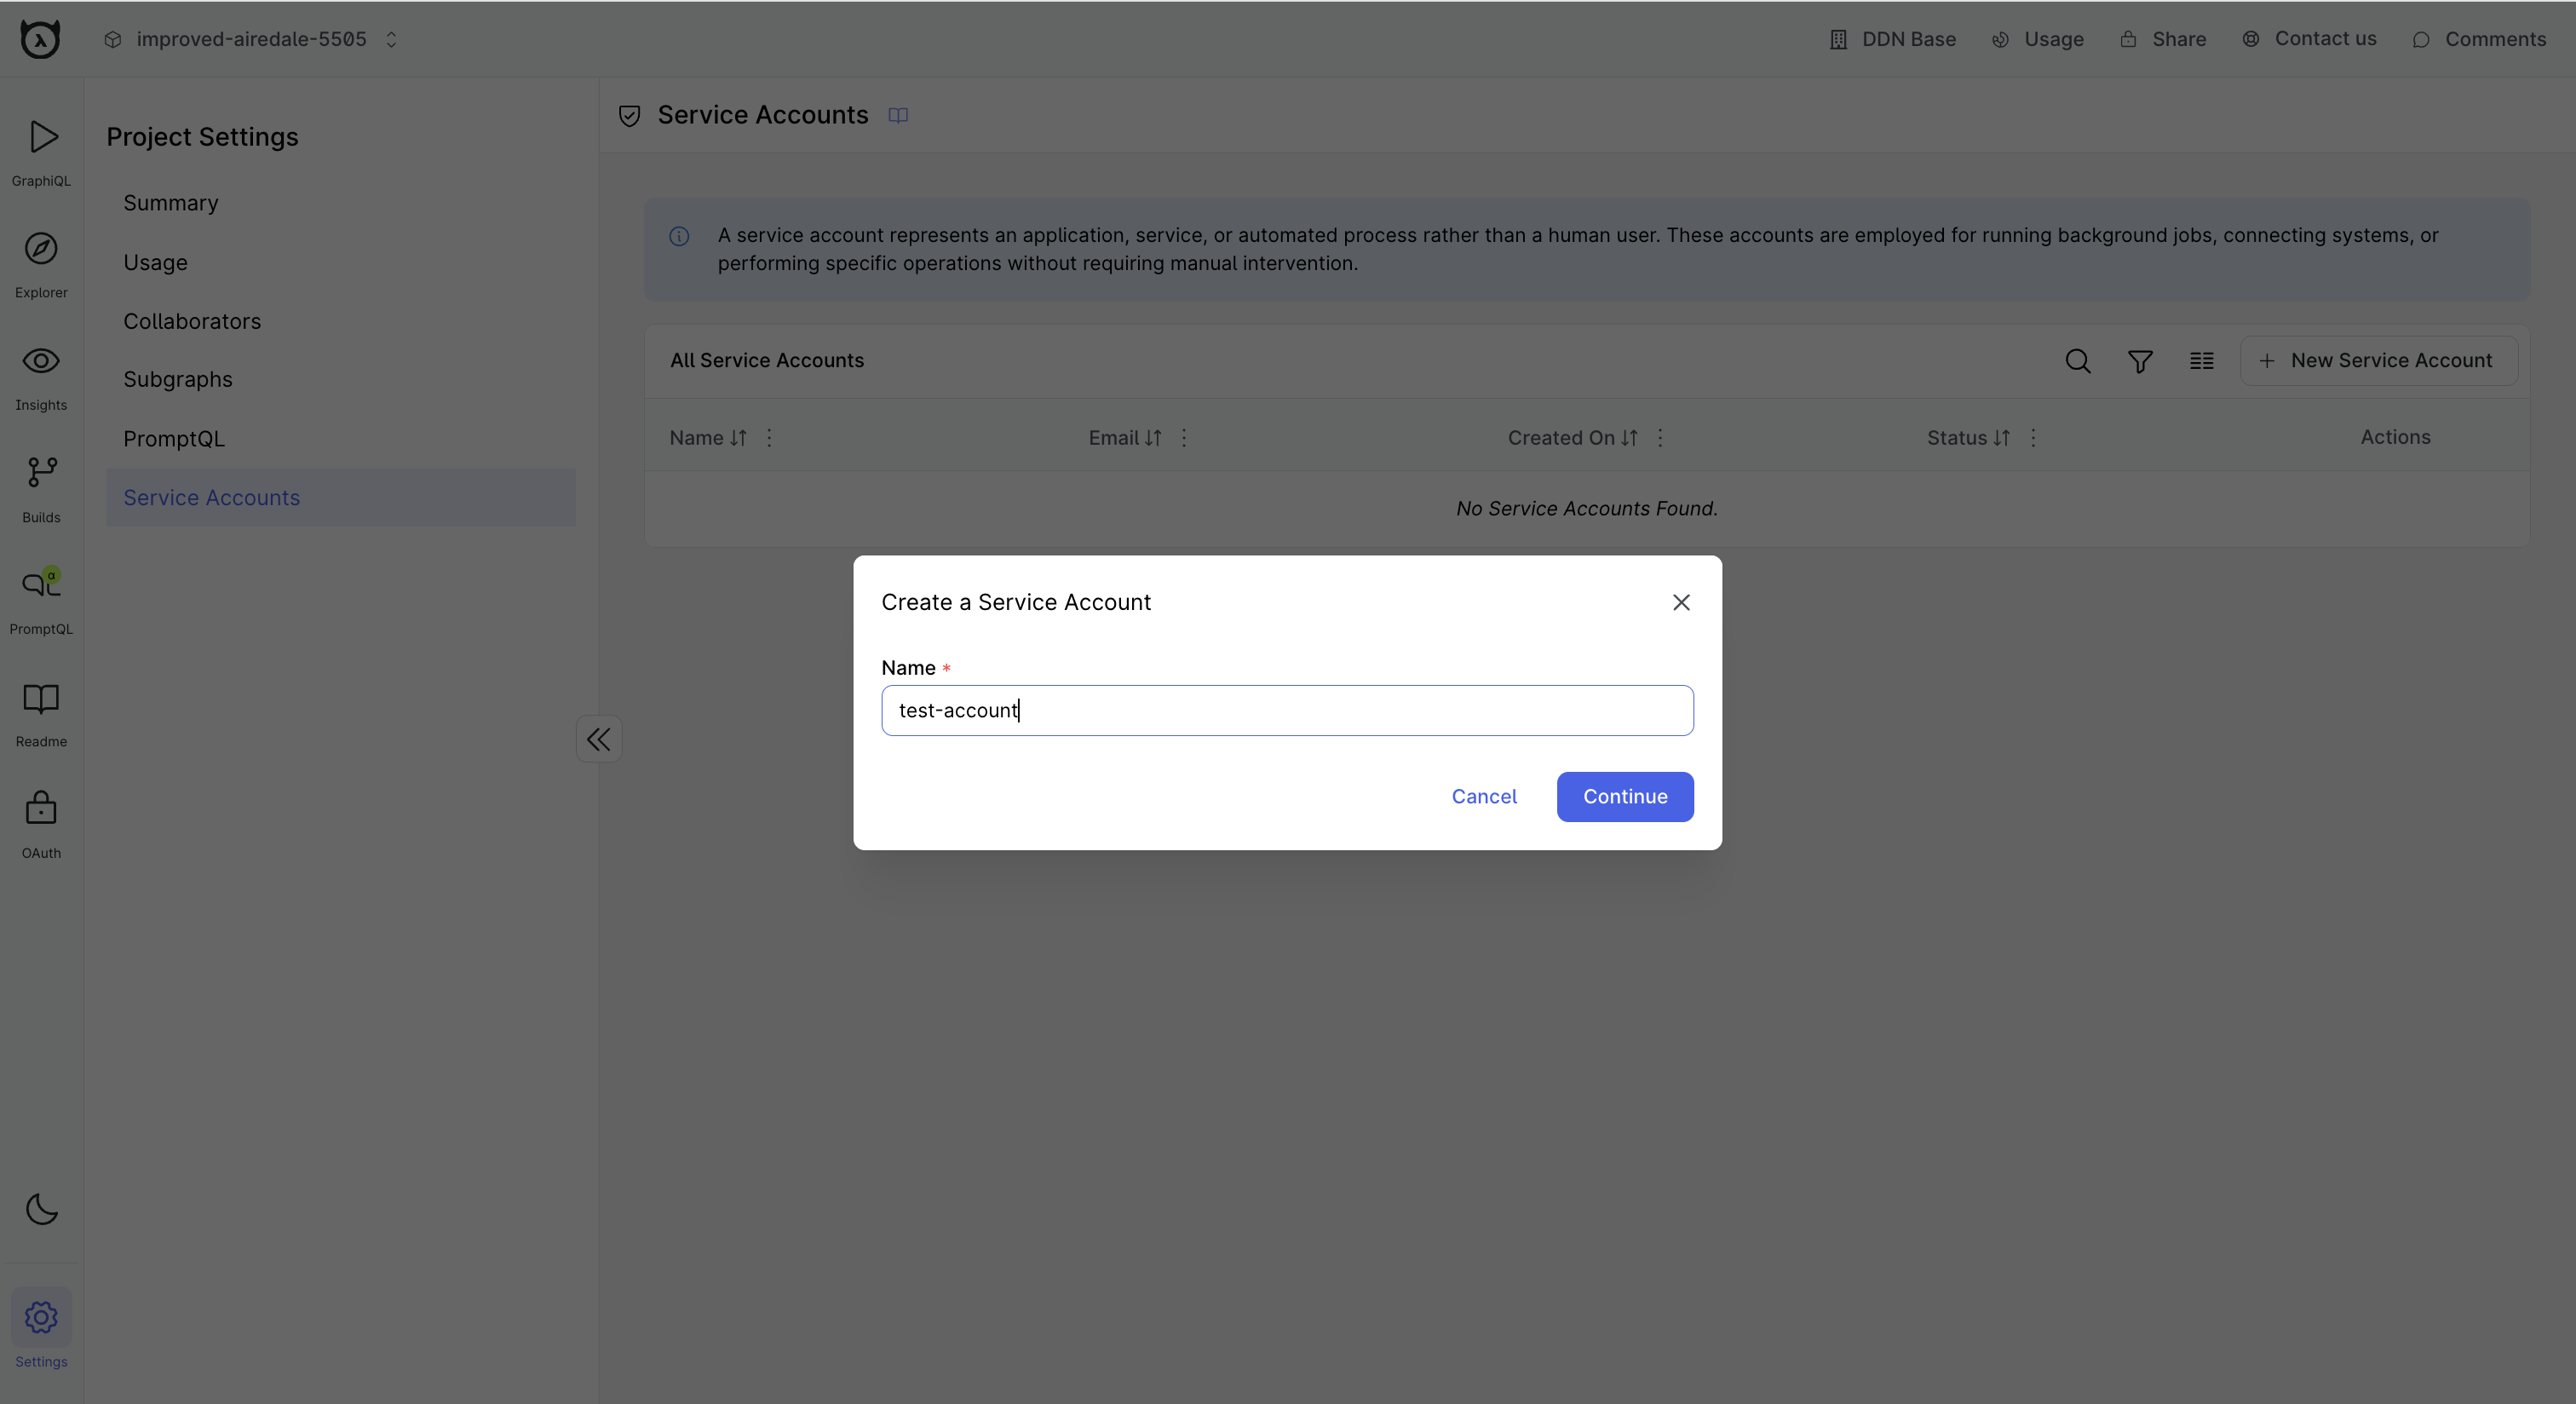 improved-airedale-5505
DDN Base
Usage
Share
Contact us
Comments
GraphiQL
Explorer
Insights
Builds
α
PromptQL
Readme
OAuth
Settings
Project Settings
Summary
Usage
Collaborators
Subgraphs
PromptQL
Service Accounts
Service Accounts
A service account represents an application, service, or automated process rather than a human user. These accounts are employed for running background jobs, connecting systems, or
performing specific operations without requiring manual intervention.
All Service Accounts
New Service Account
Name
Email
Created On
Status
Actions
No Service Accounts Found.
Create a Service Account
Name *
test-account
Cancel
Continue